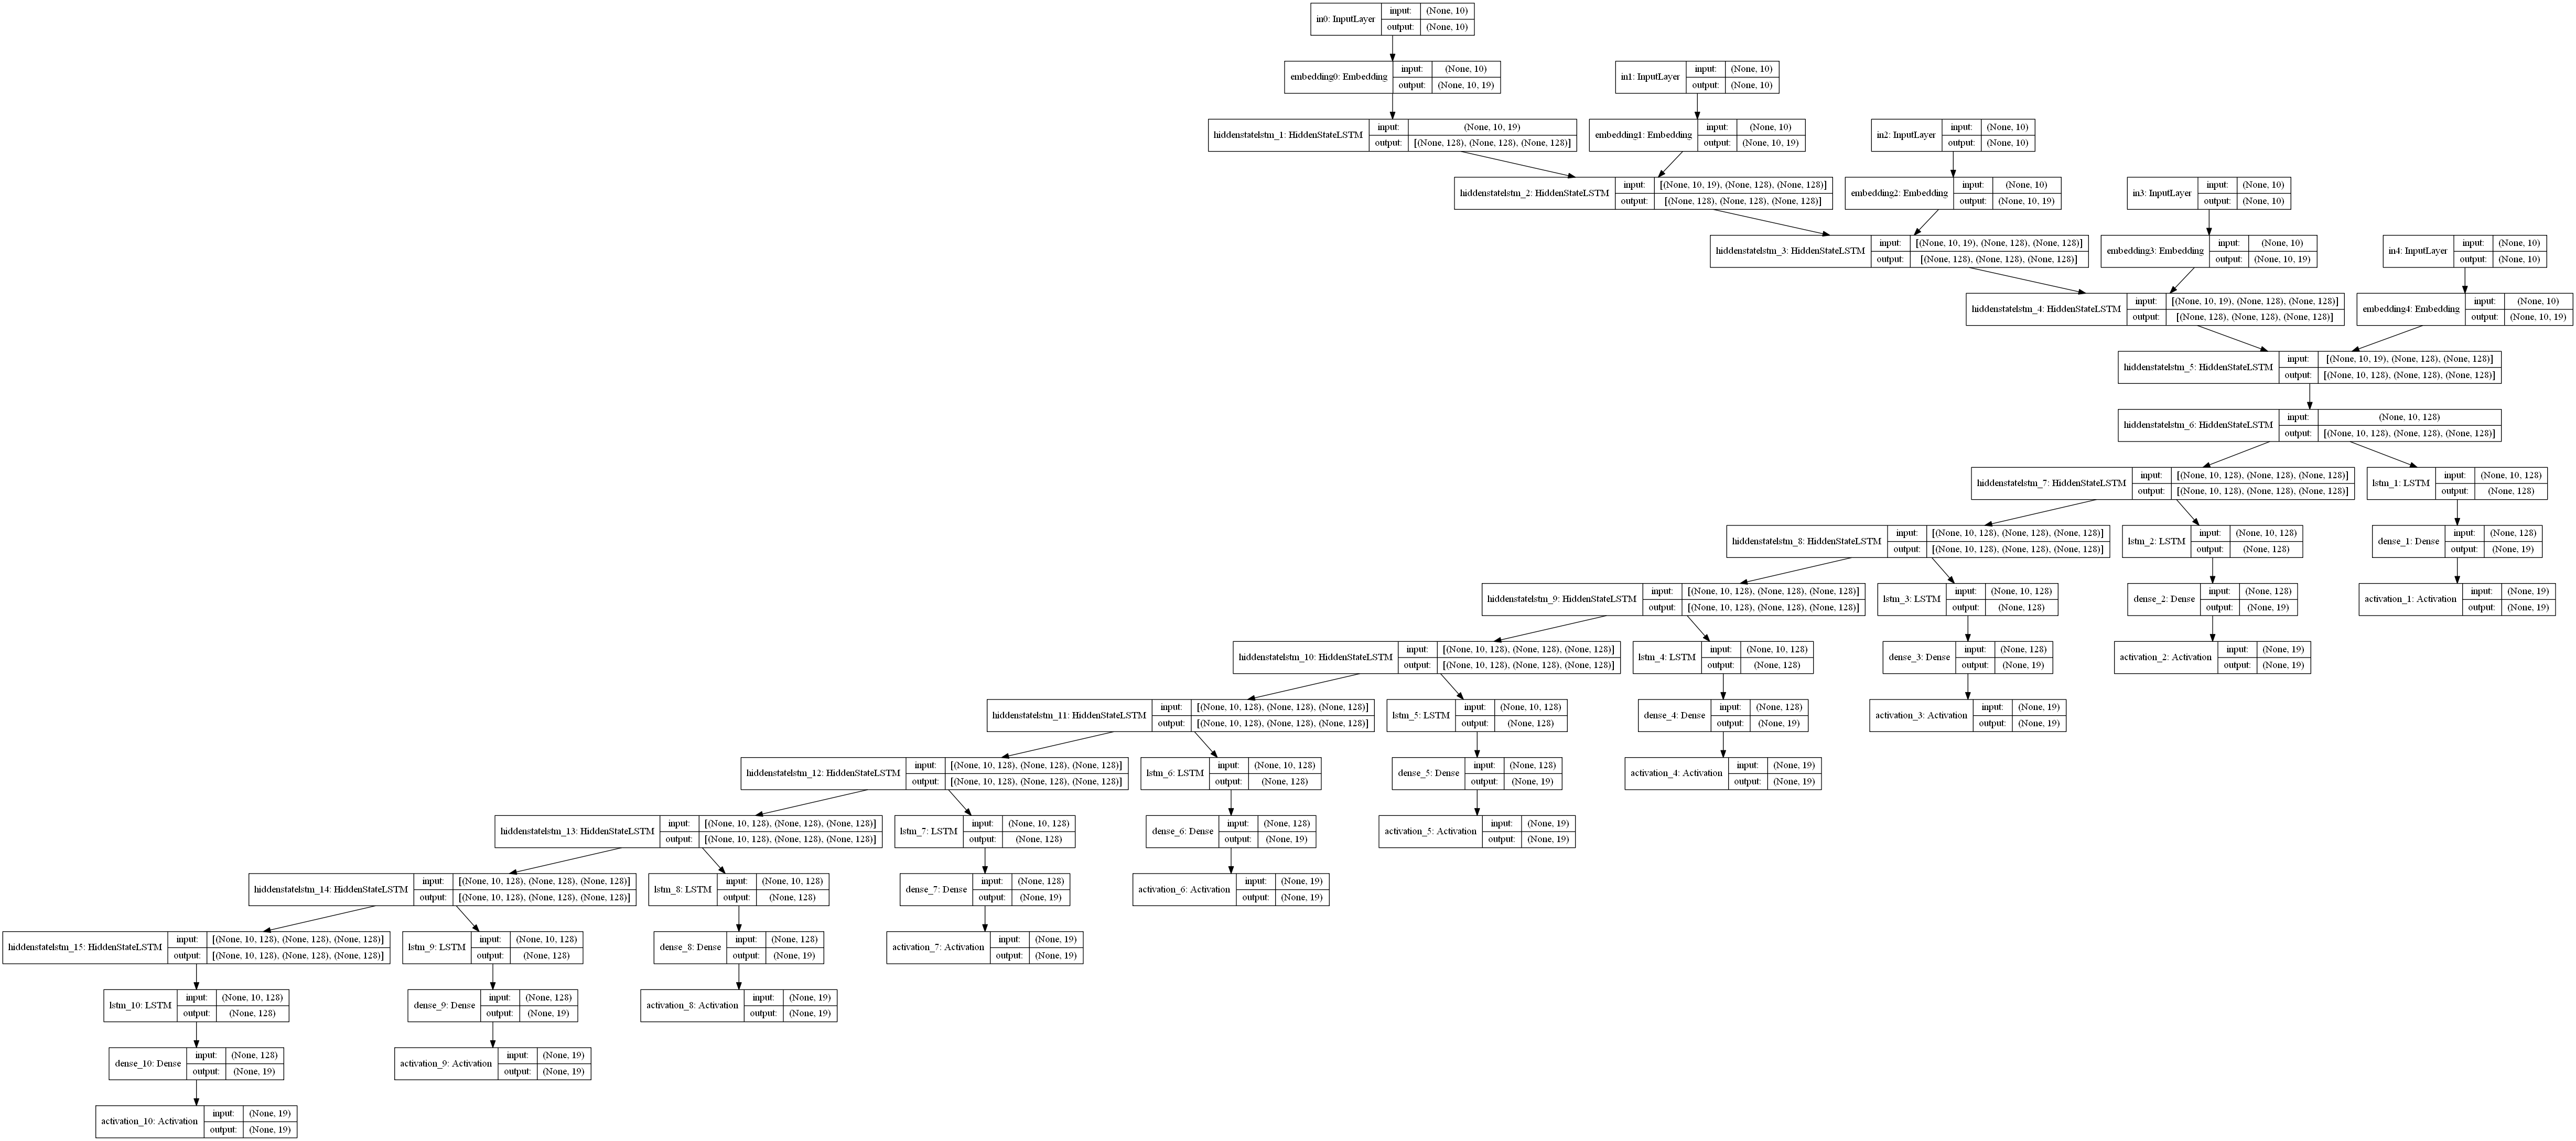 in0: InputLayer input: (None, 10)
output: (None, 10)
embedding0: Embedding input: (None, 10)
output: (None, 10, 19)
in1: InputLayer input: (None, 10)
output: (None, 10)
hiddenstatelstm_1: HiddenStateLSTM input: (None, 10, 19)
output: [(None, 128), (None, 128), (None, 128)]
embedding1: Embedding input: (None, 10)
output: (None, 10, 19)
in2: InputLayer input: (None, 10)
output: (None, 10)
hiddenstatelstm_2: HiddenStateLSTM input: [(None, 10, 19), (None, 128), (None, 128)]
output: [(None, 128), (None, 128), (None, 128)]
embedding2: Embedding input: (None, 10)
output: (None, 10, 19)
in3: InputLayer input: (None, 10)
output: (None, 10)
hiddenstatelstm_3: HiddenStateLSTM input: [(None, 10, 19), (None, 128), (None, 128)]
output: [(None, 128), (None, 128), (None, 128)]
embedding3: Embedding input: (None, 10)
output: (None, 10, 19)
in4: InputLayer input: (None, 10)
output: (None, 10)
hiddenstatelstm_4: HiddenStateLSTM input: [(None, 10, 19), (None, 128), (None, 128)]
output: [(None, 128), (None, 128), (None, 128)]
embedding4: Embedding input: (None, 10)
output: (None, 10, 19)
hiddenstatelstm_5: HiddenStateLSTM input: [(None, 10, 19), (None, 128), (None, 128)]
output: [(None, 10, 128), (None, 128), (None, 128)]
hiddenstatelstm_6: HiddenStateLSTM input: (None, 10, 128)
output: [(None, 10, 128), (None, 128), (None, 128)]
hiddenstatelstm_7: HiddenStateLSTM input: [(None, 10, 128), (None, 128), (None, 128)]
output: [(None, 10, 128), (None, 128), (None, 128)]
lstm_1: LSTM input: (None, 10, 128)
output: (None, 128)
hiddenstatelstm_8: HiddenStateLSTM input: [(None, 10, 128), (None, 128), (None, 128)]
output: [(None, 10, 128), (None, 128), (None, 128)]
lstm_2: LSTM input: (None, 10, 128)
output: (None, 128)
dense_1: Dense input: (None, 128)
output: (None, 19)
hiddenstatelstm_9: HiddenStateLSTM input: [(None, 10, 128), (None, 128), (None, 128)]
output: [(None, 10, 128), (None, 128), (None, 128)]
lstm_3: LSTM input: (None, 10, 128)
output: (None, 128)
dense_2: Dense input: (None, 128)
output: (None, 19)
activation_1: Activation input: (None, 19)
output: (None, 19)
hiddenstatelstm_10: HiddenStateLSTM input: [(None, 10, 128), (None, 128), (None, 128)]
output: [(None, 10, 128), (None, 128), (None, 128)]
lstm_4: LSTM input: (None, 10, 128)
output: (None, 128)
dense_3: Dense input: (None, 128)
output: (None, 19)
activation_2: Activation input: (None, 19)
output: (None, 19)
hiddenstatelstm_11: HiddenStateLSTM input: [(None, 10, 128), (None, 128), (None, 128)]
output: [(None, 10, 128), (None, 128), (None, 128)]
lstm_5: LSTM input: (None, 10, 128)
output: (None, 128)
dense_4: Dense input: (None, 128)
output: (None, 19)
activation_3: Activation input: (None, 19)
output: (None, 19)
hiddenstatelstm_12: HiddenStateLSTM input: [(None, 10, 128), (None, 128), (None, 128)]
output: [(None, 10, 128), (None, 128), (None, 128)]
lstm_6: LSTM input: (None, 10, 128)
output: (None, 128)
dense_5: Dense input: (None, 128)
output: (None, 19)
activation_4: Activation input: (None, 19)
output: (None, 19)
hiddenstatelstm_13: HiddenStateLSTM input: [(None, 10, 128), (None, 128), (None, 128)]
output: [(None, 10, 128), (None, 128), (None, 128)]
lstm_7: LSTM input: (None, 10, 128)
output: (None, 128)
dense_6: Dense input: (None, 128)
output: (None, 19)
activation_5: Activation input: (None, 19)
output: (None, 19)
hiddenstatelstm_14: HiddenStateLSTM input: [(None, 10, 128), (None, 128), (None, 128)]
output: [(None, 10, 128), (None, 128), (None, 128)]
lstm_8: LSTM input: (None, 10, 128)
output: (None, 128)
dense_7: Dense input: (None, 128)
output: (None, 19)
activation_6: Activation input: (None, 19)
output: (None, 19)
hiddenstatelstm_15: HiddenStateLSTM input: [(None, 10, 128), (None, 128), (None, 128)]
output: [(None, 10, 128), (None, 128), (None, 128)]
lstm_9: LSTM input: (None, 10, 128)
output: (None, 128)
dense_8: Dense input: (None, 128)
output: (None, 19)
activation_7: Activation input: (None, 19)
output: (None, 19)
lstm_10: LSTM input: (None, 10, 128)
output: (None, 128)
dense_9: Dense input: (None, 128)
output: (None, 19)
activation_8: Activation input: (None, 19)
output: (None, 19)
dense_10: Dense input: (None, 128)
output: (None, 19)
activation_9: Activation input: (None, 19)
output: (None, 19)
activation_10: Activation input: (None, 19)
output: (None, 19)